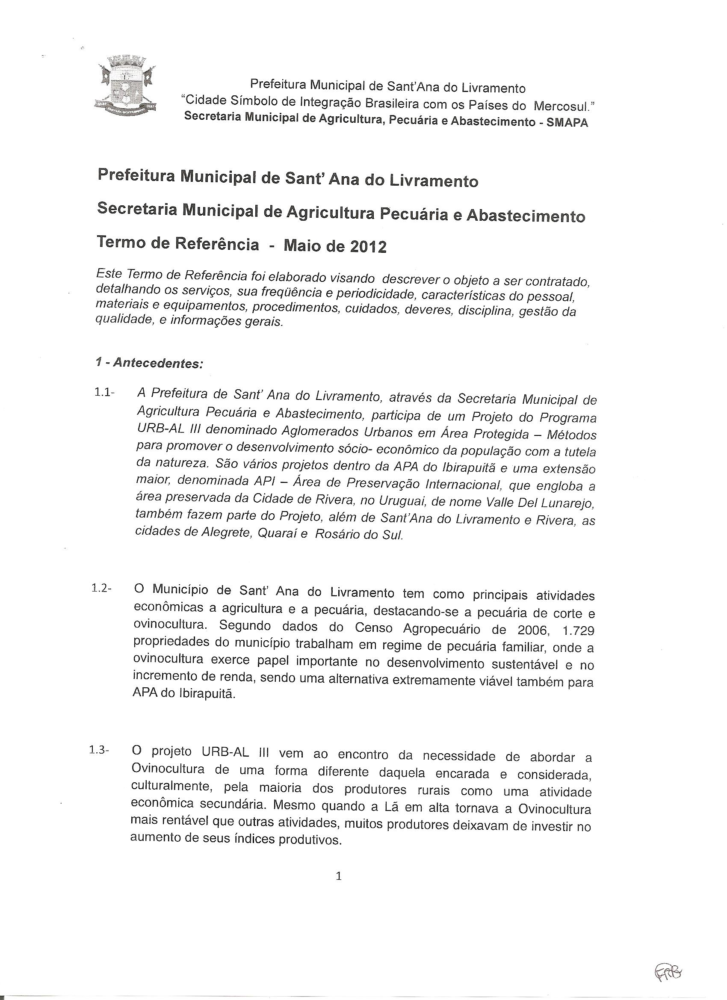 Prefeitura Municipal de Sant'Ana do Livramento
“Cidade Símbolo de Integração Brasileira com os Países do Mercosul.”
Secretaria Municipal de Agricultura, Pecuária e Abastecimento - SMAPA
Prefeitura Municipal de Sant' Ana do Livramento
Secretaria Municipal de Agricultura Pecuária e Abastecimento
Termo de Referência - Maio de 2012
Este Termo de Referência foi elaborado visando descrever o objeto a ser contratado,
detalhando os serviços, sua freqüência e periodicidade, características do pessoal,
materiais e equipamentos, procedimentos, cuidados, deveres, disciplina, gestão da
qualidade, e informações gerais.
1 - Antecedentes:
1.1- A Prefeitura de Sant' Ana do Livramento, através da Secretaria Municipal de
Agricultura Pecuária e Abastecimento, participa de um Projeto do Programa
URB-AL III denominado Aglomerados Urbanos em Área Protegida – Métodos
para promover o desenvolvimento sócio- econômico da população com a tutela
da natureza. São vários projetos dentro da APA do Ibirapuitã e uma extensão
maior, denominada API – Área de Preservação Internacional, que engloba a
área preservada da Cidade de Rivera, no Uruguai, de nome Valle Del Lunarejo,
também fazem parte do Projeto, além de Sant'Ana do Livramento e Rivera, as
cidades de Alegrete, Quaraí e Rosário do Sul.
1.2- O Município de Sant' Ana do Livramento tem como principais atividades
econômicas a agricultura e a pecuária, destacando-se a pecuária de corte e
ovinocultura. Segundo dados do Censo Agropecuário de 2006, 1.729
propriedades do município trabalham em regime de pecuária familiar, onde a
ovinocultura exerce papel importante no desenvolvimento sustentável e no
incremento de renda, sendo uma alternativa extremamente viável também para
APA do Ibirapuitã.
1.3- O projeto URB-AL III vem ao encontro da necessidade de abordar a
Ovinocultura de uma forma diferente daquela encarada e considerada,
culturalmente, pela maioria dos produtores rurais como uma atividade
econômica secundária. Mesmo quando a Lã em alta tornava a Ovinocultura
mais rentável que outras atividades, muitos produtores deixavam de investir no
aumento de seus índices produtivos.
1